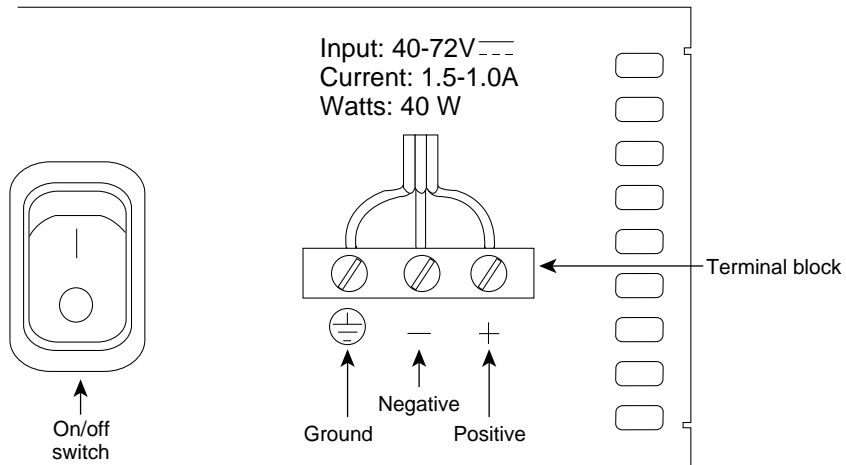 Input: 40-72V
Current: 1.5-1.0A
Watts: 40 W
Terminal block
Negative
Ground
Positive
On/off
switch